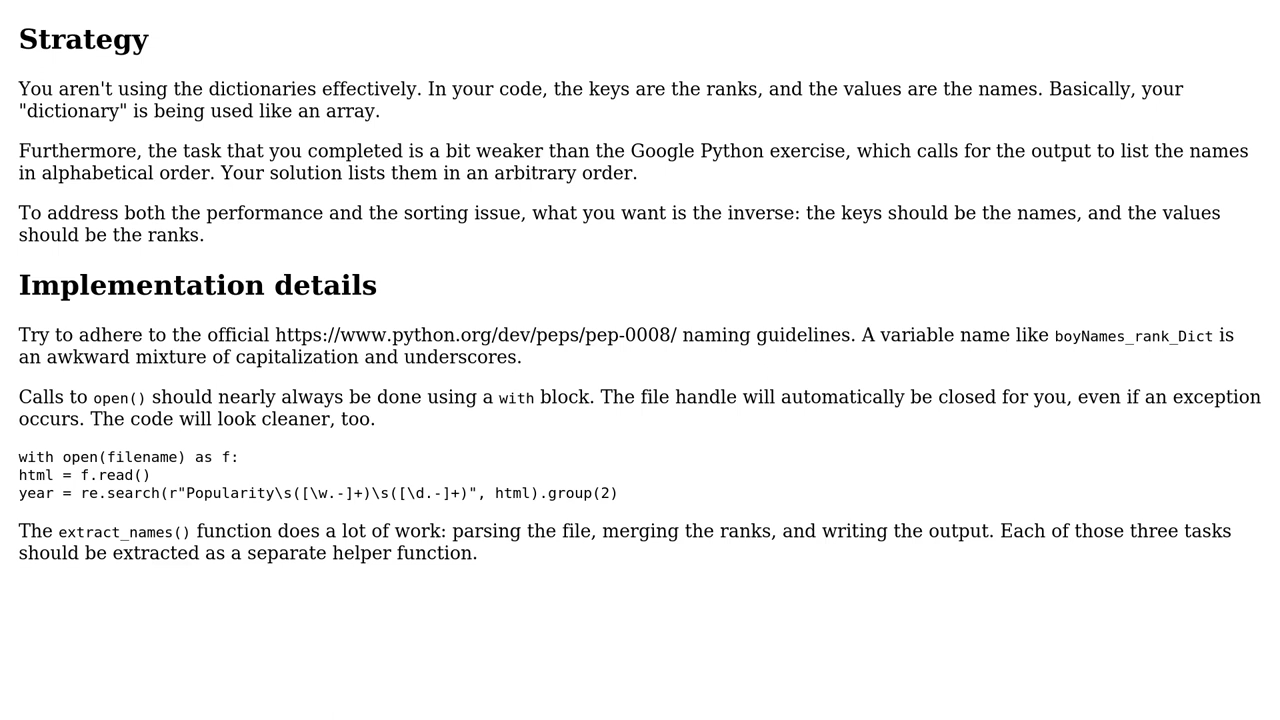 Strategy
You aren't using the dictionaries effectively. In your code, the keys are the ranks, and the values are the names. Basically, your
"dictionary" is being used like an array.
Furthermore, the task that you completed is a bit weaker than the Google Python exercise, which calls for the output to list the names
in alphabetical order. Your solution lists them in an arbitrary order.
To address both the performance and the sorting issue, what you want is the inverse: the keys should be the names, and the values
should be the ranks.
Implementation details
Try to adhere to the official https://www.python.org/dev/peps/pep-0008/ naming guidelines. A variable name like boyNames_rank_Dict is
an awkward mixture of capitalization and underscores.
Calls to open() should nearly always be done using a with block. The file handle will automatically be closed for you, even if an exception
occurs. The code will look cleaner, too.
with open(filename) as f:
html = f.read()
year = re.search(r"Popularity\s([\w.-]+)\s([\d.-]+)", html).group(2)
The extract_names() function does a lot of work: parsing the file, merging the ranks, and writing the output. Each of those three tasks
should be extracted as a separate helper function.